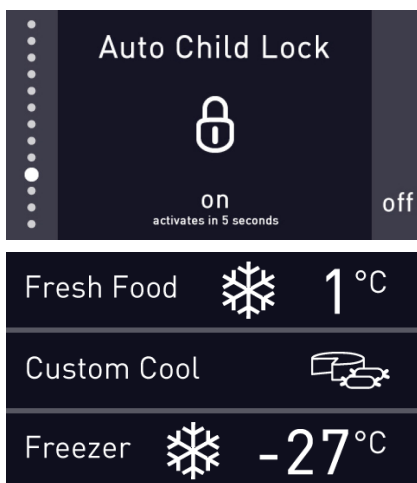 Auto Child Lock
on
off
activates in 5 seconds
Fresh Food 1°C
Custom Cool
Freezer -27°C